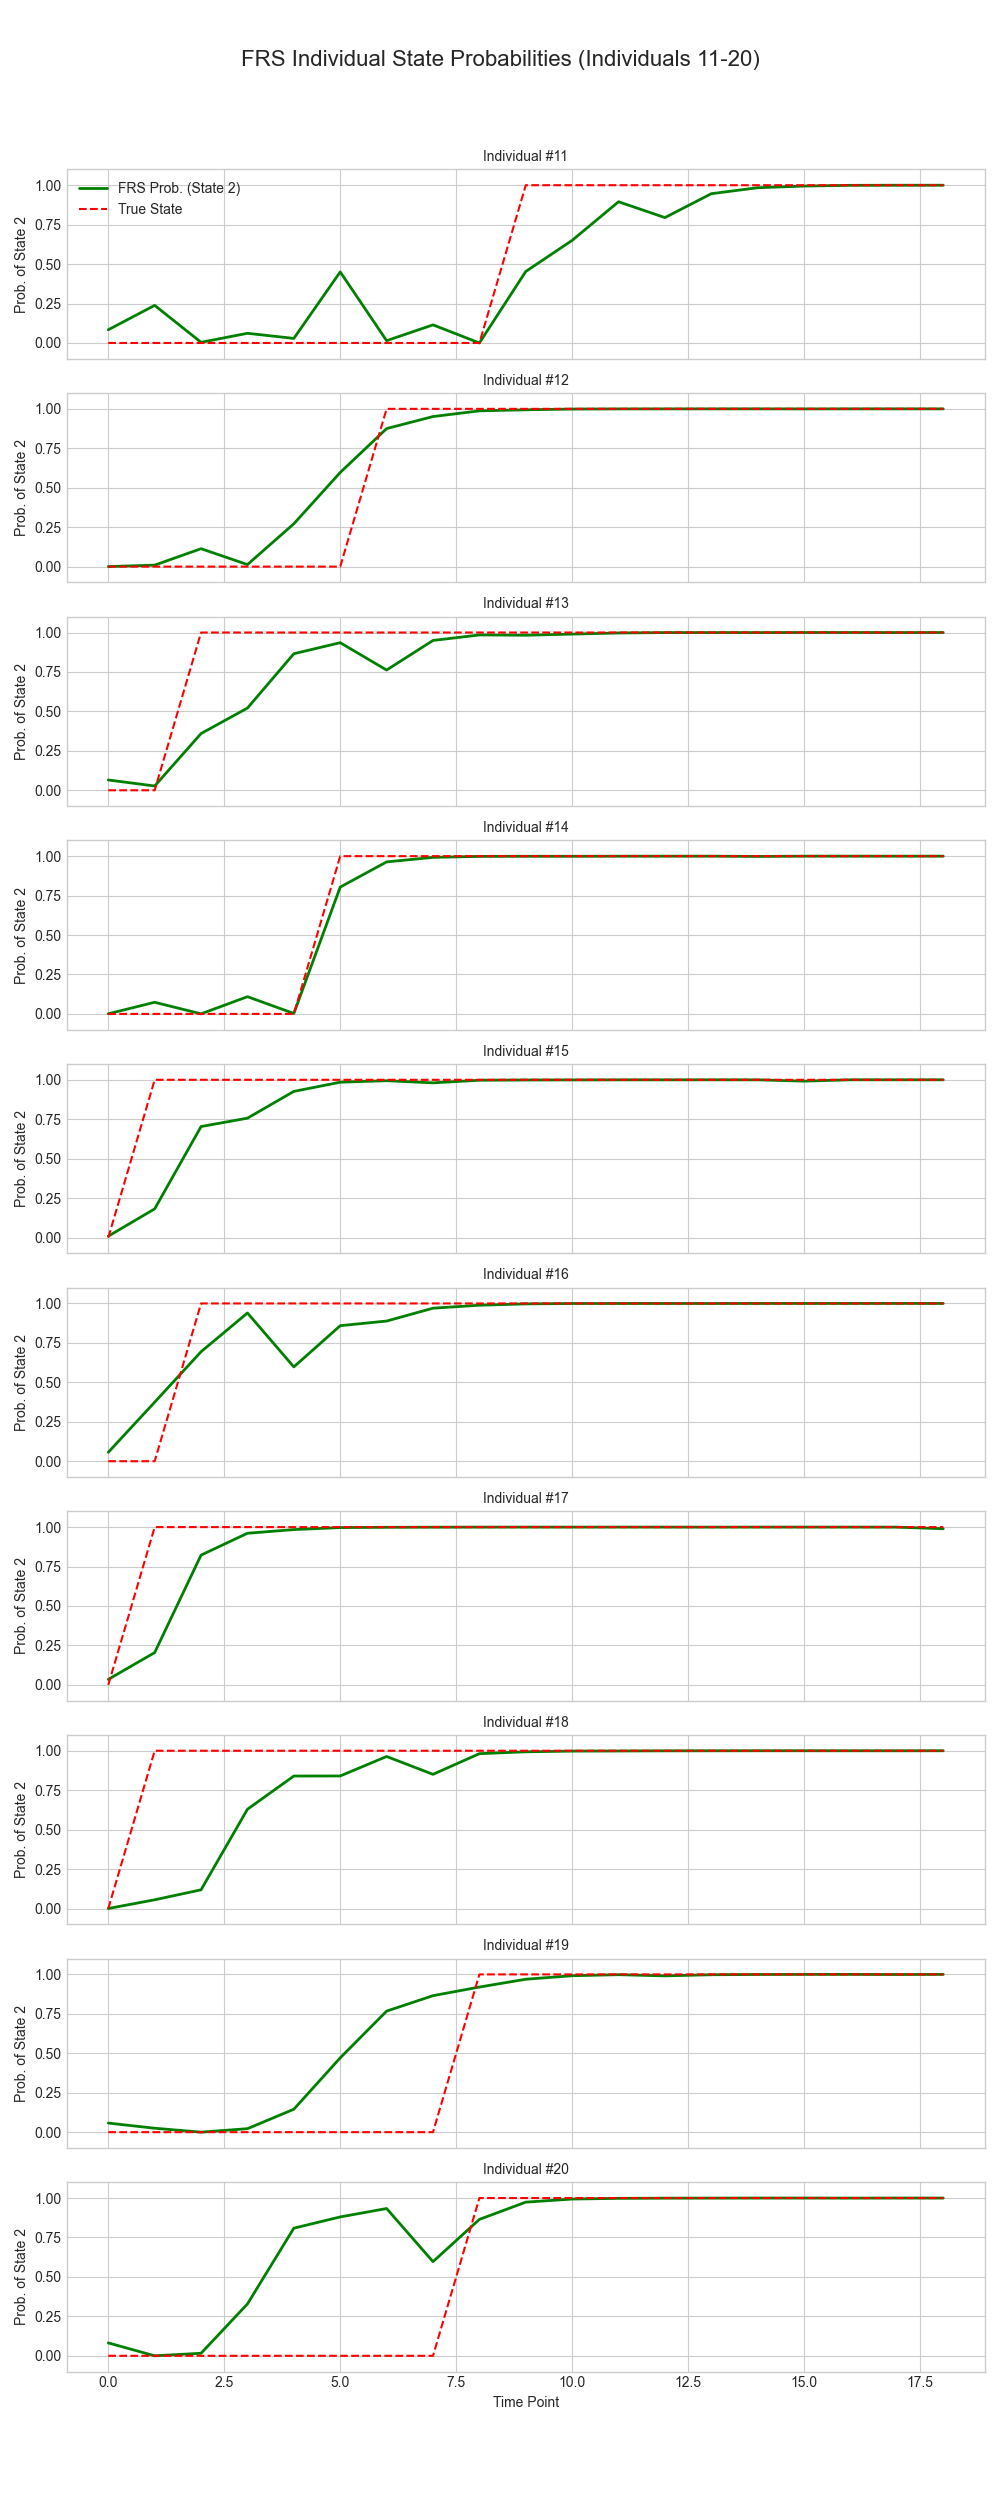 FRS Individual State Probabilities (Individuals 11-20)
Individual #11
FRS Prob. (State 2)
True State
1.00
0.75
0.50
0.25
0.00
Prob. of State 2
Individual #12
1.00
0.75
0.50
0.25
0.00
Prob. of State 2
Individual #13
1.00
0.75
0.50
0.25
0.00
Prob. of State 2
Individual #14
1.00
0.75
0.50
0.25
0.00
Prob. of State 2
Individual #15
1.00
0.75
0.50
0.25
0.00
Prob. of State 2
Individual #16
1.00
0.75
0.50
0.25
0.00
Prob. of State 2
Individual #17
1.00
0.75
0.50
0.25
0.00
Prob. of State 2
Individual #18
1.00
0.75
0.50
0.25
0.00
Prob. of State 2
Individual #19
1.00
0.75
0.50
0.25
0.00
Prob. of State 2
Individual #20
1.00
0.75
0.50
0.25
0.00
Prob. of State 2
0.0 2.5 5.0 7.5 10.0 12.5 15.0 17.5
Time Point